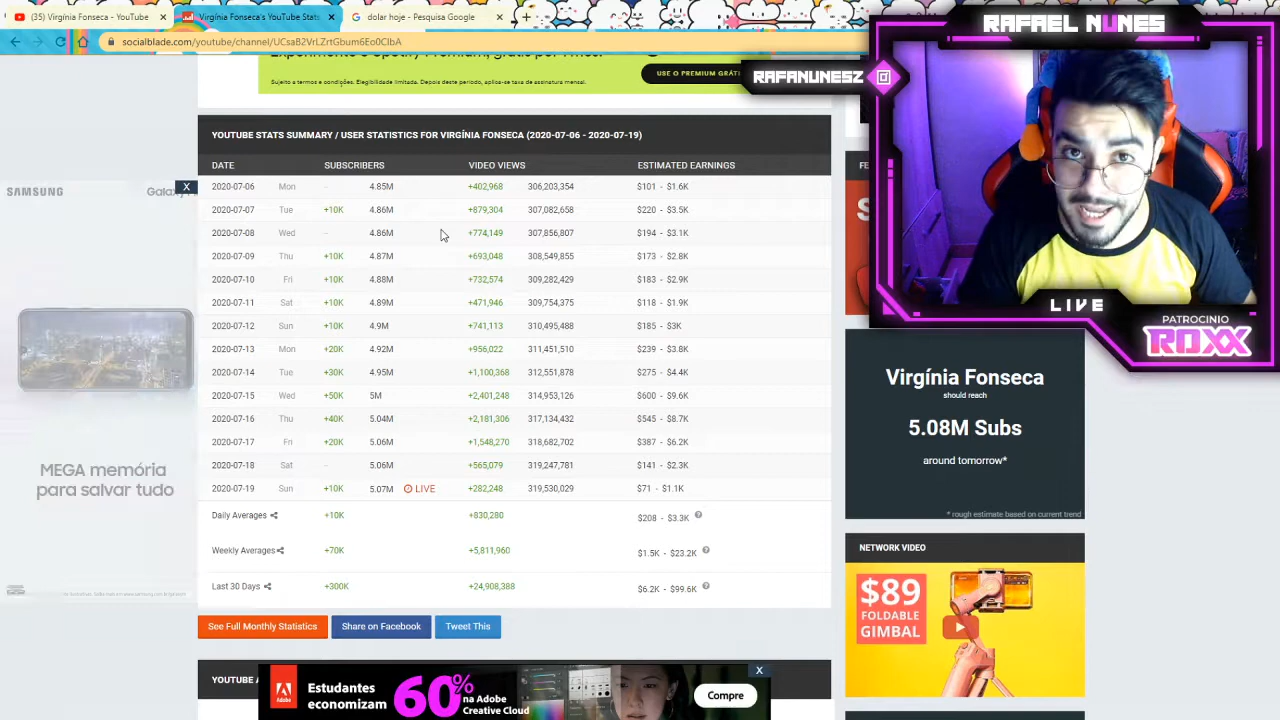 (35) Virgínia Fonseca - YouTube
Virgínia Fonseca's YouTube Stats
dolar hoje - Pesquisa Google
socialblade.com/youtube/channel/UCsaB2VrLZrtGbum6Eo0CIbA
RAFAEL NUNES
RAFANUNESZ
Sujeito a termos e condições. Elegibilidade limitada. Depois deste período, aplica-se taxa de assinatura mensal.
USE O PREMIUM GRÁTI
YOUTUBE STATS SUMMARY / USER STATISTICS FOR VIRGÍNIA FONSECA (2020-07-06 - 2020-07-19)
DATE SUBSCRIBERS VIDEO VIEWS ESTIMATED EARNINGS
2020-07-06 Mon -- 4.85M +402,968 306,203,354 $101 - $1.6K
2020-07-07 Tue +10K 4.86M +879,304 307,082,658 $220 - $3.5K
2020-07-08 Wed -- 4.86M +774,149 307,856,807 $194 - $3.1K
2020-07-09 Thu +10K 4.87M +693,048 308,549,855 $173 - $2.8K
2020-07-10 Fri +10K 4.88M +732,574 309,282,429 $183 - $2.9K
2020-07-11 Sat +10K 4.89M +471,946 309,754,375 $118 - $1.9K
2020-07-12 Sun +10K 4.9M +741,113 310,495,488 $185 - $3K
2020-07-13 Mon +20K 4.92M +956,022 311,451,510 $239 - $3.8K
2020-07-14 Tue +30K 4.95M +1,100,368 312,551,878 $275 - $4.4K
2020-07-15 Wed +50K 5M +2,401,248 314,953,126 $600 - $9.6K
2020-07-16 Thu +40K 5.04M +2,181,306 317,134,432 $545 - $8.7K
2020-07-17 Fri +20K 5.06M +1,548,270 318,682,702 $387 - $6.2K
2020-07-18 Sat -- 5.06M +565,079 319,247,781 $141 - $2.3K
2020-07-19 Sun +10K 5.07M LIVE +282,248 319,530,029 $71 - $1.1K
Daily Averages +10K +830,280 $208 - $3.3K
Weekly Averages +70K +5,811,960 $1.5K - $23.2K
Last 30 Days +300K +24,908,388 $6.2K - $99.6K
See Full Monthly Statistics
Share on Facebook
Tweet This
YOUTUBE A
SAMSUNG
Galaxy
X
MEGA memória
para salvar tudo
LIVE
PATROCINIO
ROXX
FE
S
Virgínia Fonseca
should reach
5.08M Subs
around tomorrow*
* rough estimate based on current trend
NETWORK VIDEO
$89
FOLDABLE
GIMBAL
Adobe
Estudantes
economizam
60%
na Adobe
Creative Cloud
Compre
X